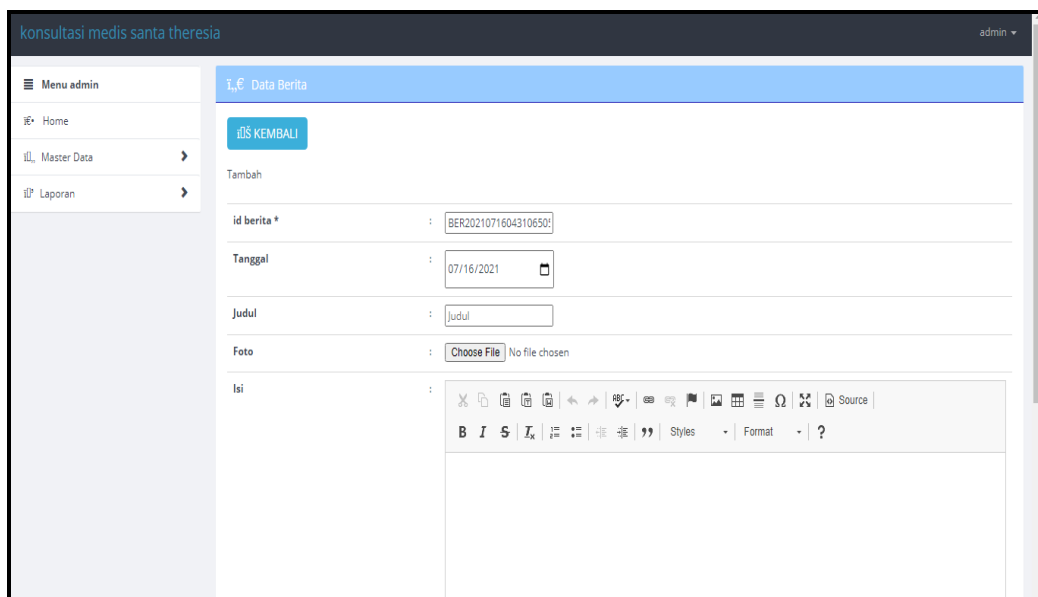 konsultasi medis santa theresia
admin
Menu admin
ï„€ Data Berita
Home
KEMBALI
Master Data
Tambah
Laporan
id berita * :
Tanggal : 07/16/2021
Judul : Judul
Foto : Choose File No file chosen
Isi :
Source
B I S Ix Styles Format ?